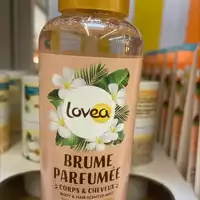 lovea
BRUME
PARFUMÉE
CORPS & CHEVEUX
BODY & HAIR SCENTED MIST